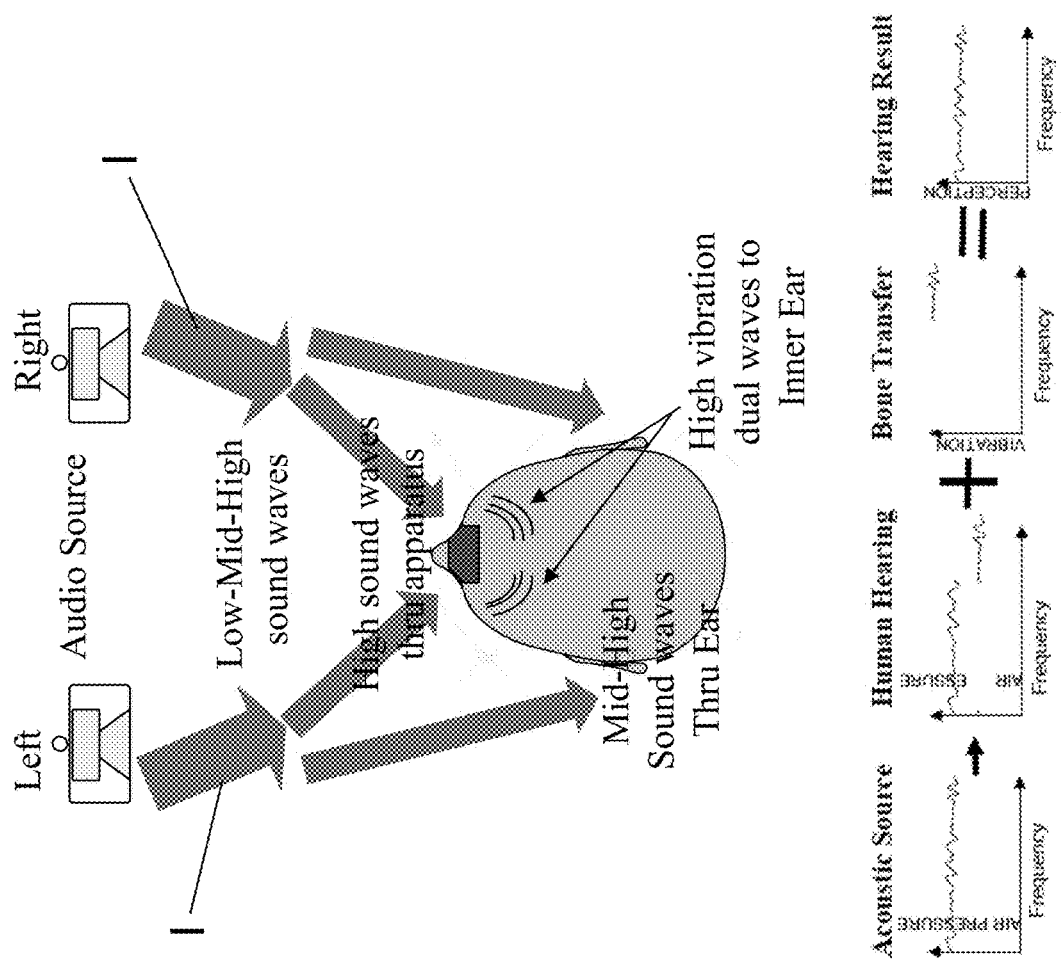 Left
Audio Source
Right
I
I
Low-Mid-High
sound waves
High sound waves
thru apparatus
Mid-High
Sound waves
Thru Ear
High vibration
dual waves to
Inner Ear
Acoustic Source
AIR PRESSURE
Frequency
Human Hearing
AIR
ESSURE
Frequency
+
Bone Transfer
VIBRATION
Frequency
=
Hearing Result
PERCEPTION
Frequency